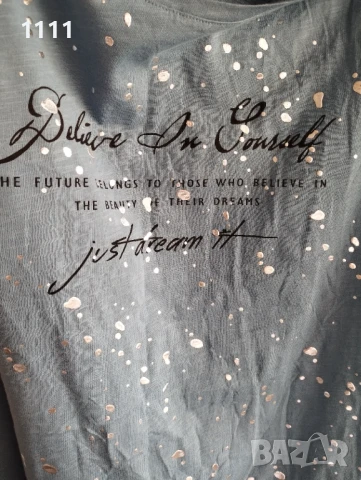 1111
Believe In Yourself
THE FUTURE BELONGS TO THOSE WHO BELIEVE IN
THE BEAUTY OF THEIR DREAMS
just dream It
BAZAR